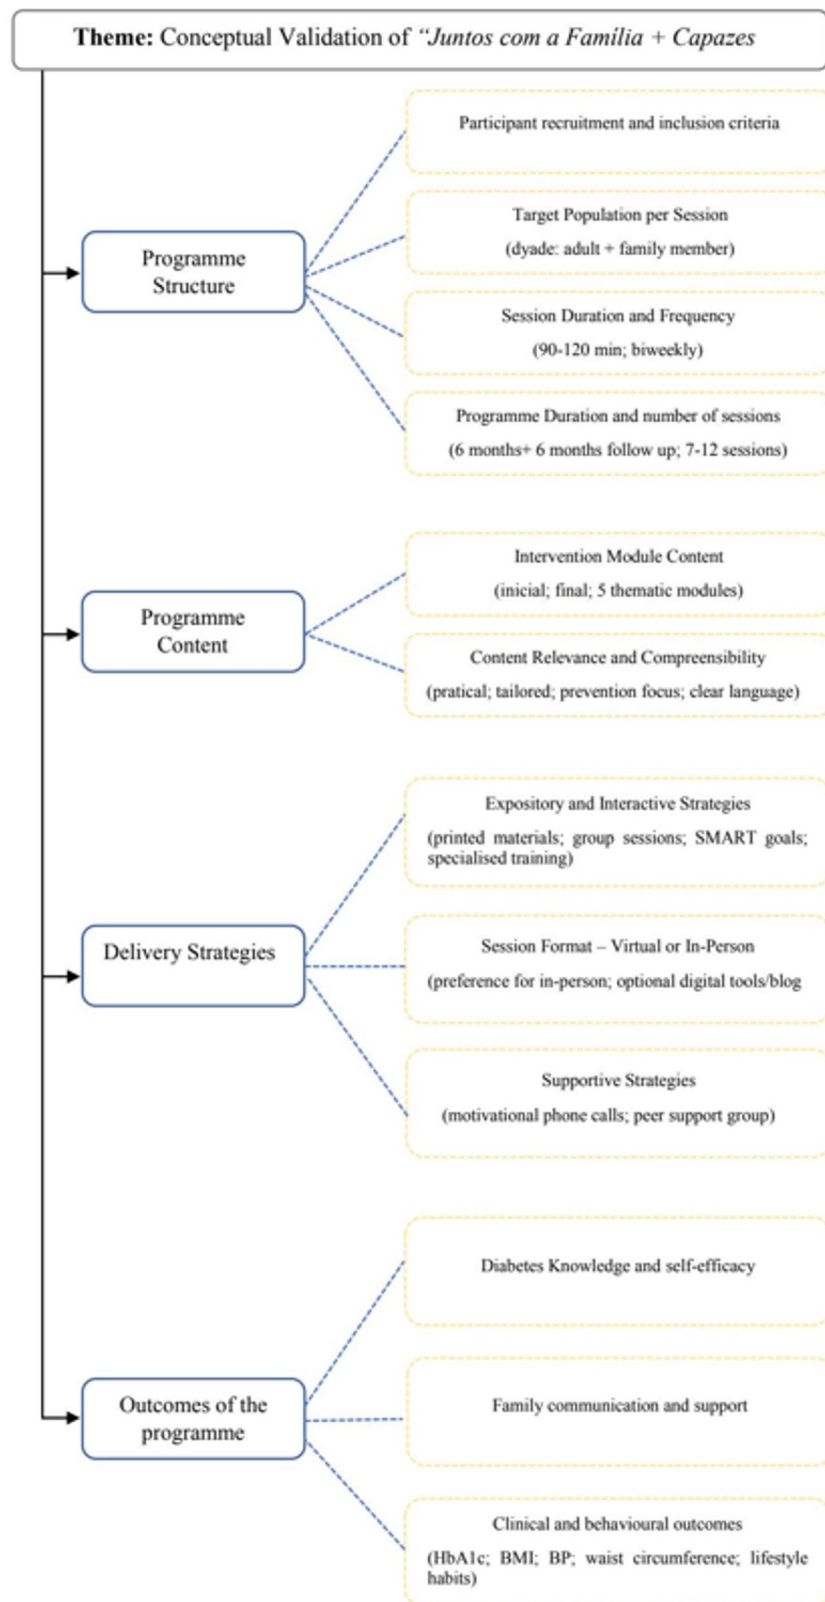 Theme: Conceptual Validation of “Juntos com a Família + Capazes
Participant recruitment and inclusion criteria
Target Population per Session
(dyade: adult + family member)
Programme
Structure
Session Duration and Frequency
(90-120 min; biweekly)
Programme Duration and number of sessions
(6 months+ 6 months follow up; 7-12 sessions)
Intervention Module Content
(inicial; final; 5 thematic modules)
Programme
Content
Content Relevance and Compreensibility
(pratical; tailored; prevention focus; clear language)
Expository and Interactive Strategies
(printed materials; group sessions; SMART goals;
specialised training)
Delivery Strategies
Session Format – Virtual or In-Person
(preference for in-person; optional digital tools/blog
Supportive Strategies
(motivational phone calls; peer support group)
Diabetes Knowledge and self-efficacy
Outcomes of the
programme
Family communication and support
Clinical and behavioural outcomes
(HbA1c; BMI; BP; waist circumference; lifestyle
habits)